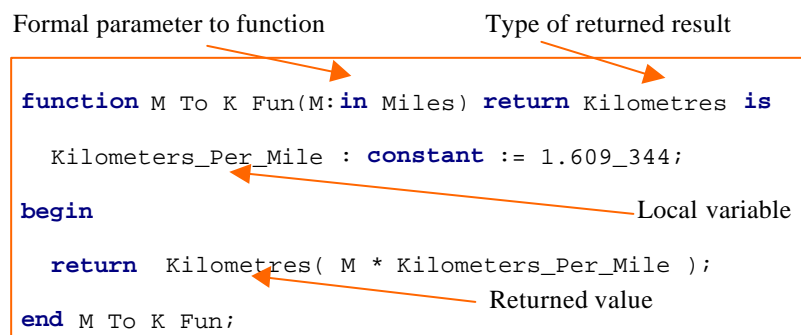 Formal parameter to function Type of returned result
function M To K Fun(M:in Miles) return Kilometres is
Kilometers_Per_Mile : constant := 1.609_344;
begin
Local variable
return Kilometres( M * Kilometers_Per_Mile );
Returned value
end M To K Fun;